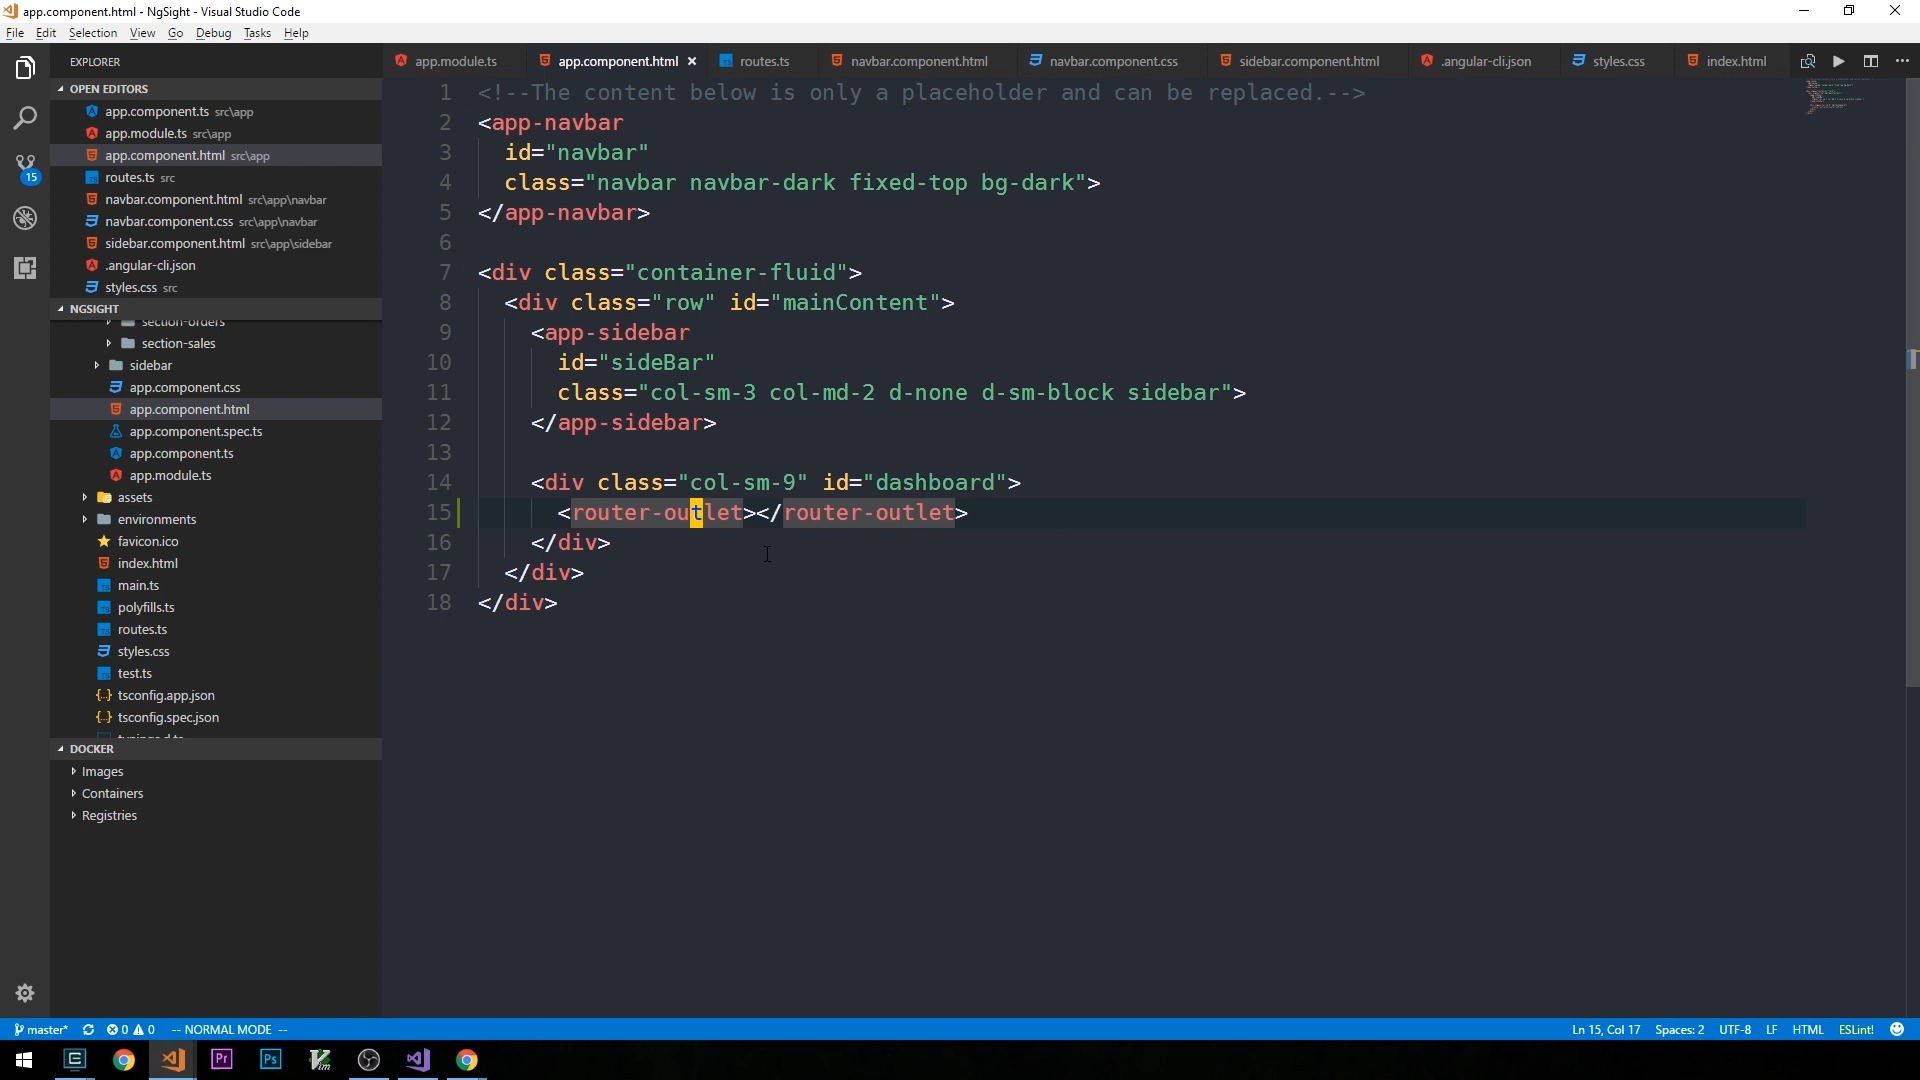 app.component.html - NgSight - Visual Studio Code
File Edit Selection View Go Debug Tasks Help
EXPLORER
OPEN EDITORS
app.component.ts src\app
app.module.ts src\app
app.component.html src\app
routes.ts src
navbar.component.html src\app\navbar
navbar.component.css src\app\navbar
sidebar.component.html src\app\sidebar
.angular-cli.json
styles.css src
NGSIGHT
section-orders
section-sales
sidebar
app.component.css
app.component.html
app.component.spec.ts
app.component.ts
app.module.ts
assets
environments
favicon.ico
index.html
main.ts
polyfills.ts
routes.ts
styles.css
test.ts
tsconfig.app.json
tsconfig.spec.json
DOCKER
Images
Containers
Registries
15
app.module.ts app.component.html routes.ts navbar.component.html navbar.component.css sidebar.component.html .angular-cli.json styles.css index.html
1 <!--The content below is only a placeholder and can be replaced.-->
2 <app-navbar
3 id="navbar"
4 class="navbar navbar-dark fixed-top bg-dark">
5 </app-navbar>
6
7 <div class="container-fluid">
8 <div class="row" id="mainContent">
9 <app-sidebar
10 id="sideBar"
11 class="col-sm-3 col-md-2 d-none d-sm-block sidebar">
12 </app-sidebar>
13
14 <div class="col-sm-9" id="dashboard">
15 <router-outlet></router-outlet>
16 </div>
17 </div>
18 </div>
master* 0 0 -- NORMAL MODE -- Ln 15, Col 17 Spaces: 2 UTF-8 LF HTML ESLint!
Pr Ps Vim